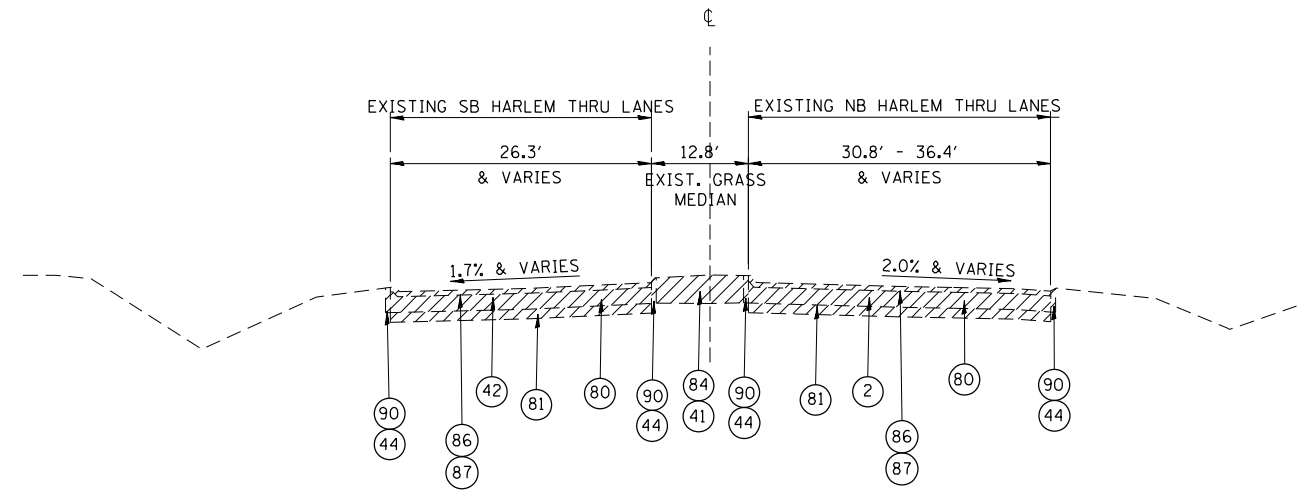 ℄
EXISTING SB HARLEM THRU LANES
EXISTING NB HARLEM THRU LANES
26.3'
& VARIES
12.8'
EXIST. GRASS
MEDIAN
30.8' - 36.4'
& VARIES
1.7% & VARIES
2.0% & VARIES
90
44
86
87
42
81
80
90
44
84
41
90
44
81
2
86
87
80
90
44